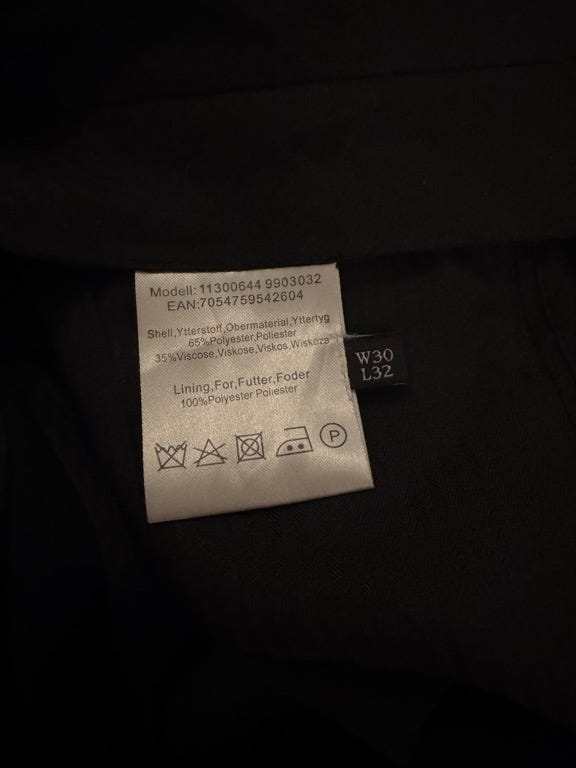 Modell: 11300644 9903032
EAN:7054759542604
Shell,Ytterstoff,Obermaterial,Yttertyg
65%Polyester,Poliester
35%Viscose,Viskose,Viskos,Wiskoza
Lining,For,Futter,Foder
100%Polyester Poliester
P
W30
L32